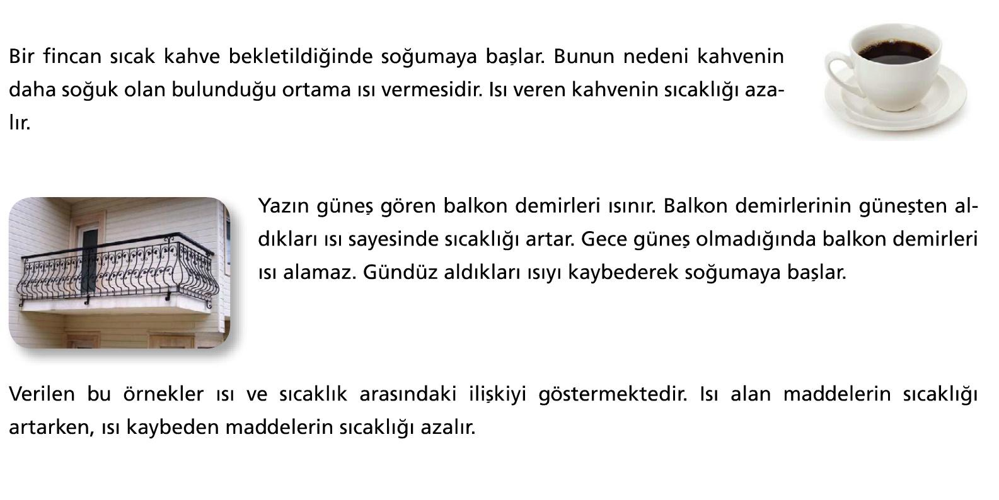 Bir fincan sıcak kahve bekletildiğinde soğumaya başlar. Bunun nedeni kahvenin
daha soğuk olan bulunduğu ortama ısı vermesidir. Isı veren kahvenin sıcaklığı aza-
lır.
Yazın güneş gören balkon demirleri ısınır. Balkon demirlerinin güneşten al-
dıkları ısı sayesinde sıcaklığı artar. Gece güneş olmadığında balkon demirleri
ısı alamaz. Gündüz aldıkları ısıyı kaybederek soğumaya başlar.
Verilen bu örnekler ısı ve sıcaklık arasındaki ilişkiyi göstermektedir. Isı alan maddelerin sıcaklığı
artarken, ısı kaybeden maddelerin sıcaklığı azalır.